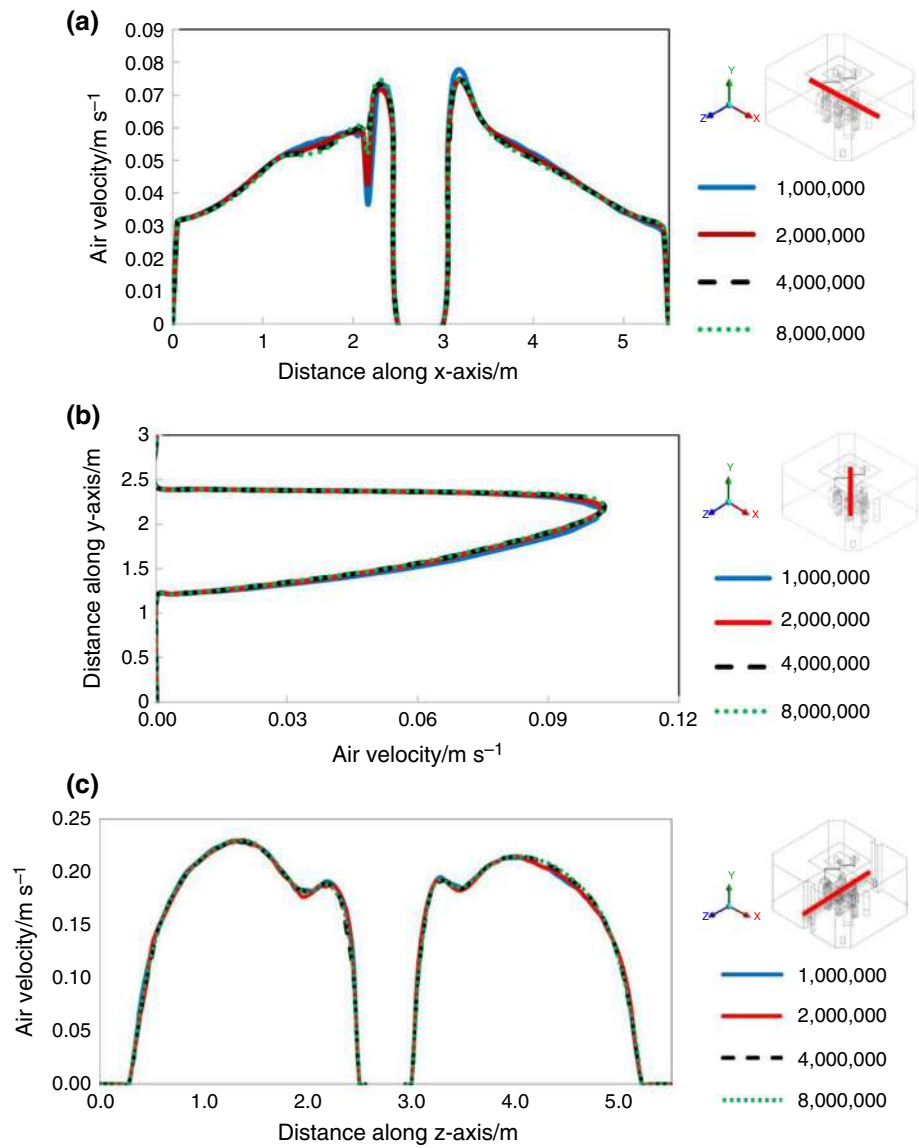 (a)
Air velocity/m s⁻¹
0.09
0.08
0.07
0.06
0.05
0.04
0.03
0.02
0.01
0
0 1 2 3 4 5
Distance along x-axis/m
Y
Z X
1,000,000
2,000,000
4,000,000
8,000,000
(b)
Distance along y-axis/m
3
2.5
2
1.5
1
0.5
0
0.00 0.03 0.06 0.09 0.12
Air velocity/m s⁻¹
Y
Z X
1,000,000
2,000,000
4,000,000
8,000,000
(c)
Air velocity/m s⁻¹
0.25
0.20
0.15
0.10
0.05
0.00
0.0 1.0 2.0 3.0 4.0 5.0
Distance along z-axis/m
Y
Z X
1,000,000
2,000,000
4,000,000
8,000,000